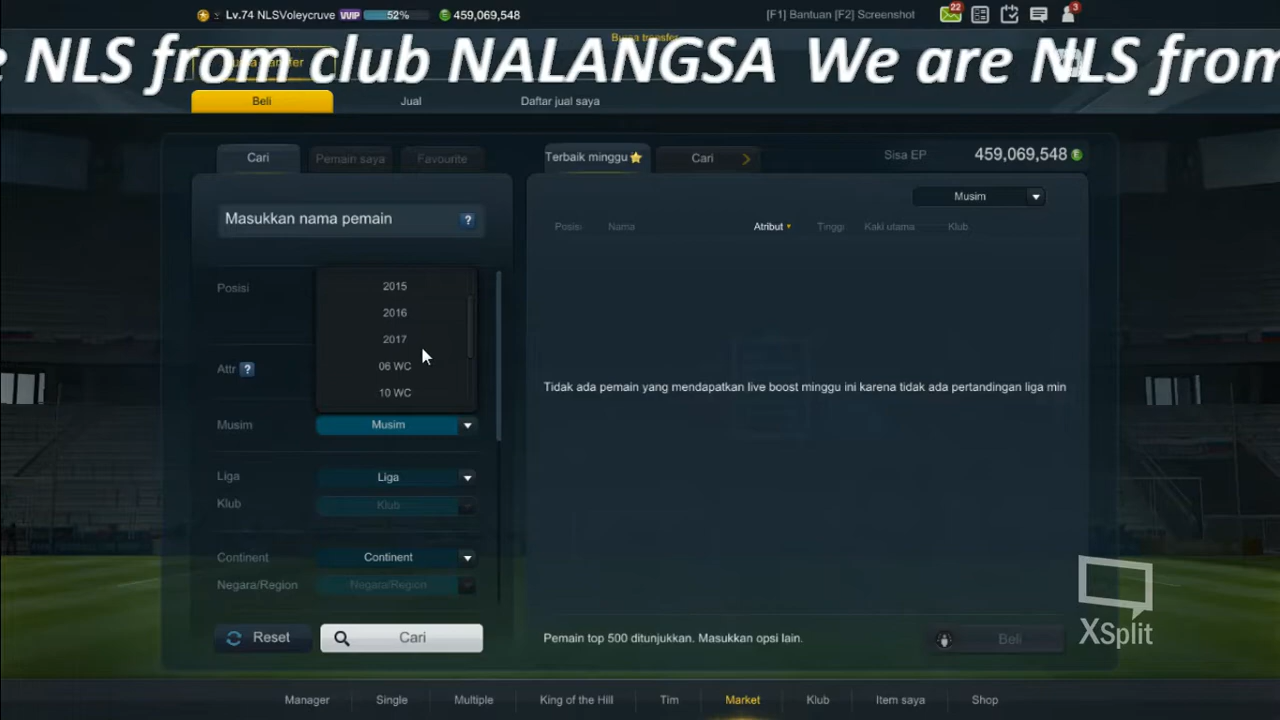 Lv.74 NLSVoleycruve VVIP 52% 459,069,548 [F1] Bantuan [F2] Screenshot 22 3
Bursa transfer
NLS from club NALANGSA We are NLS from
Beli Jual Daftar jual saya
Cari Pemain saya Favourite
Terbaik minggu Cari Sisa EP 459,069,548
Masukkan nama pemain ?
Musim
Posisi Nama Atribut Tinggi Kaki utama Klub
Posisi
2015
2016
2017
06 WC
10 WC
Attr ?
Tidak ada pemain yang mendapatkan live boost minggu ini karena tidak ada pertandingan liga min
Musim Musim
Liga Liga
Klub Klub
Continent Continent
Negara/Region Negara/Region
Reset Cari
Pemain top 500 ditunjukkan. Masukkan opsi lain. Beli
XSplit
Manager Single Multiple King of the Hill Tim Market Klub Item saya Shop